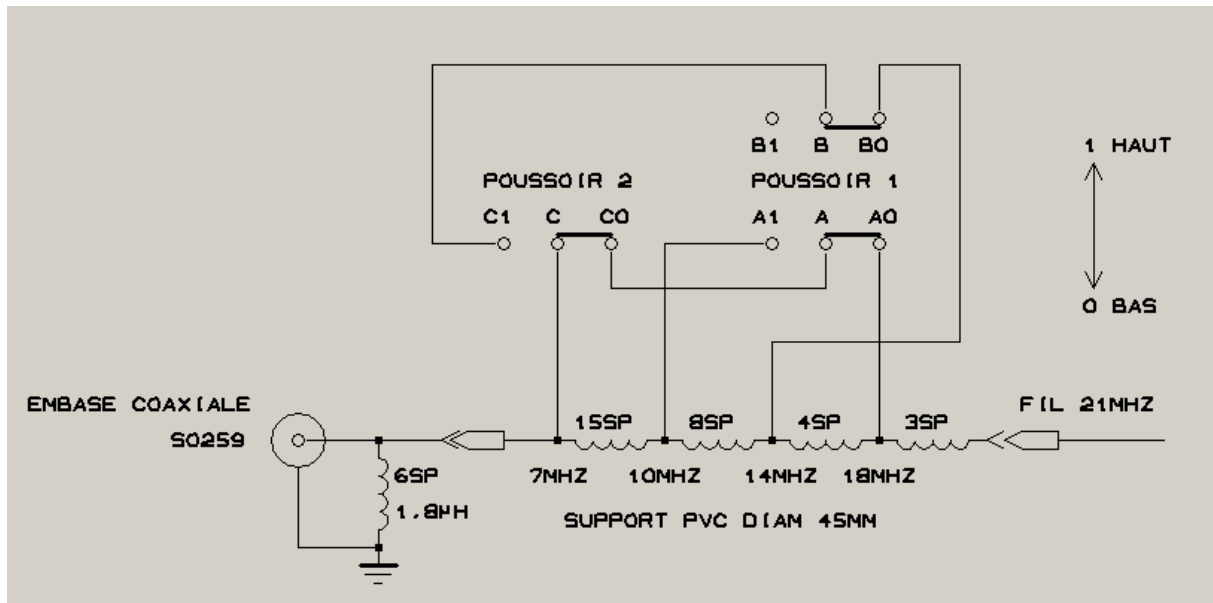 B1 B B0
1 HAUT
POUSSOIR 2 POUSSOIR 1
C1 C C0 A1 A A0
0 BAS
EMBASE COAXIALE
SO259
FIL 21MHZ
15SP 8SP 4SP 3SP
6SP
1.8µH
7MHZ 10MHZ 14MHZ 18MHZ
SUPPORT PVC DIAM 45MM